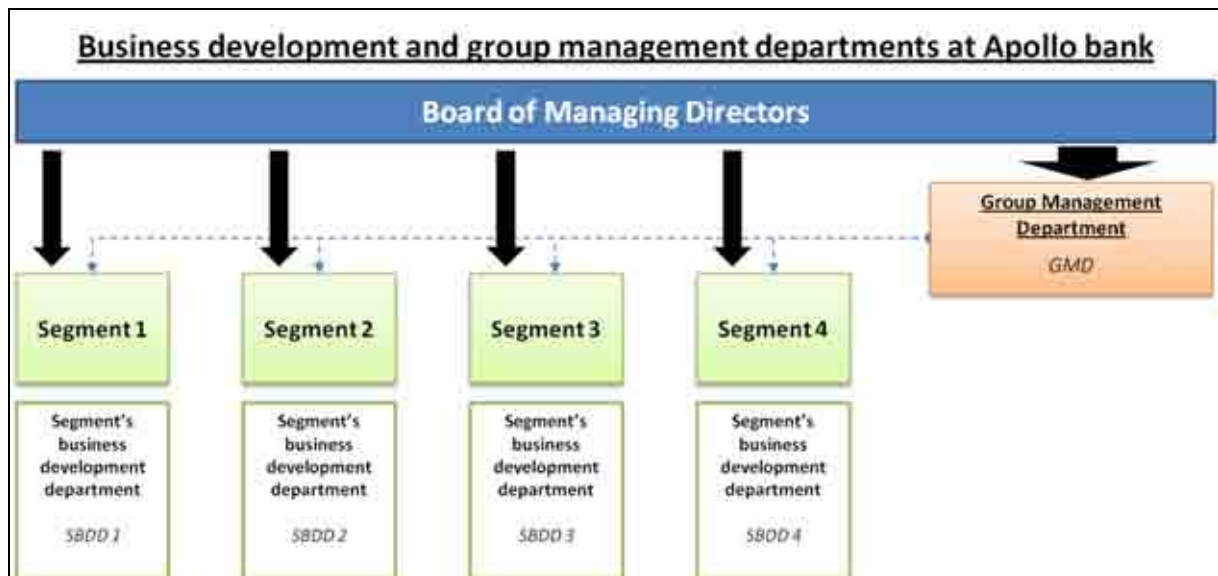 Business development and group management departments at Apollo bank
Board of Managing Directors
Group Management
Department
GMD
Segment 1
Segment 2
Segment 3
Segment 4
Segment's
business
development
department
SBDD 1
Segment's
business
development
department
SBDD 2
Segment's
business
development
department
SBDD 3
Segment's
business
development
department
SBDD 4